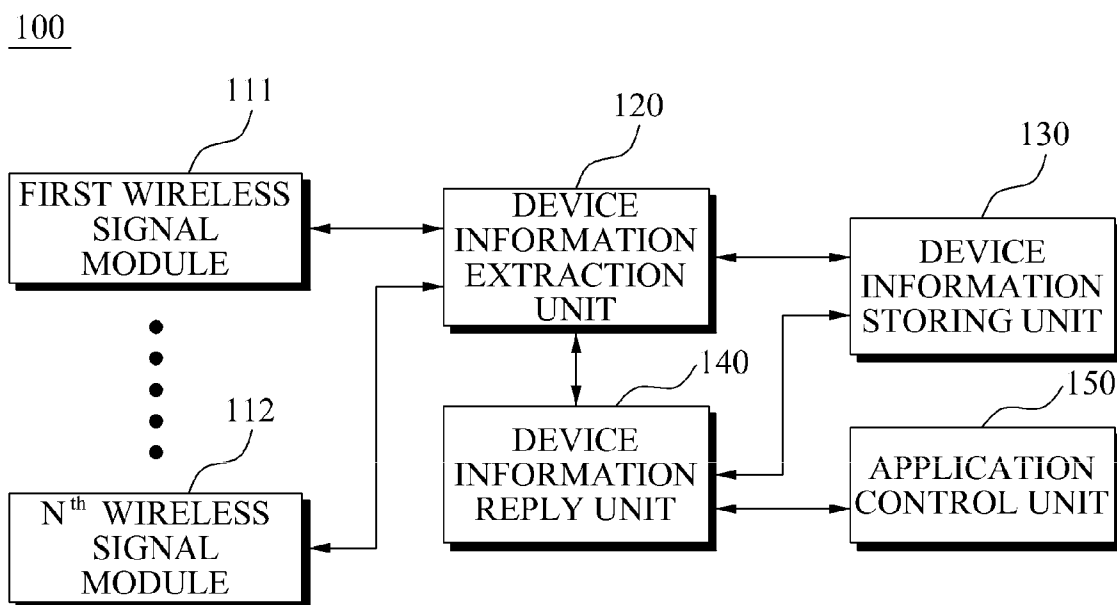 100
111
FIRST WIRELESS
SIGNAL
MODULE
120
DEVICE
INFORMATION
EXTRACTION
UNIT
130
DEVICE
INFORMATION
STORING UNIT
112
Nth WIRELESS
SIGNAL
MODULE
140
DEVICE
INFORMATION
REPLY UNIT
150
APPLICATION
CONTROL UNIT